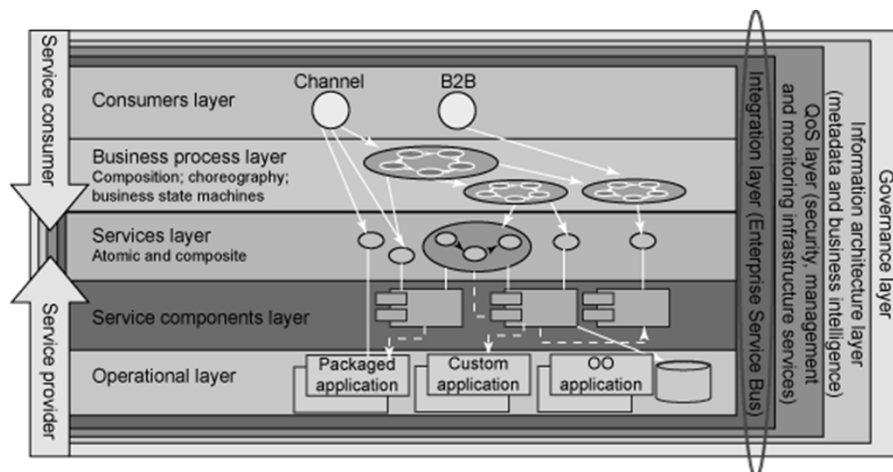 Service consumer
Service provider
Channel
B2B
Consumers layer
Business process layer
Composition; choreography;
business state machines
Services layer
Atomic and composite
Service components layer
Operational layer
Packaged
application
Custom
application
OO
application
Integration layer (Enterprise Service Bus)
QoS layer (security, management
and monitoring infrastructure services)
Information architecture layer
(metadata and business intelligence)
Governance layer